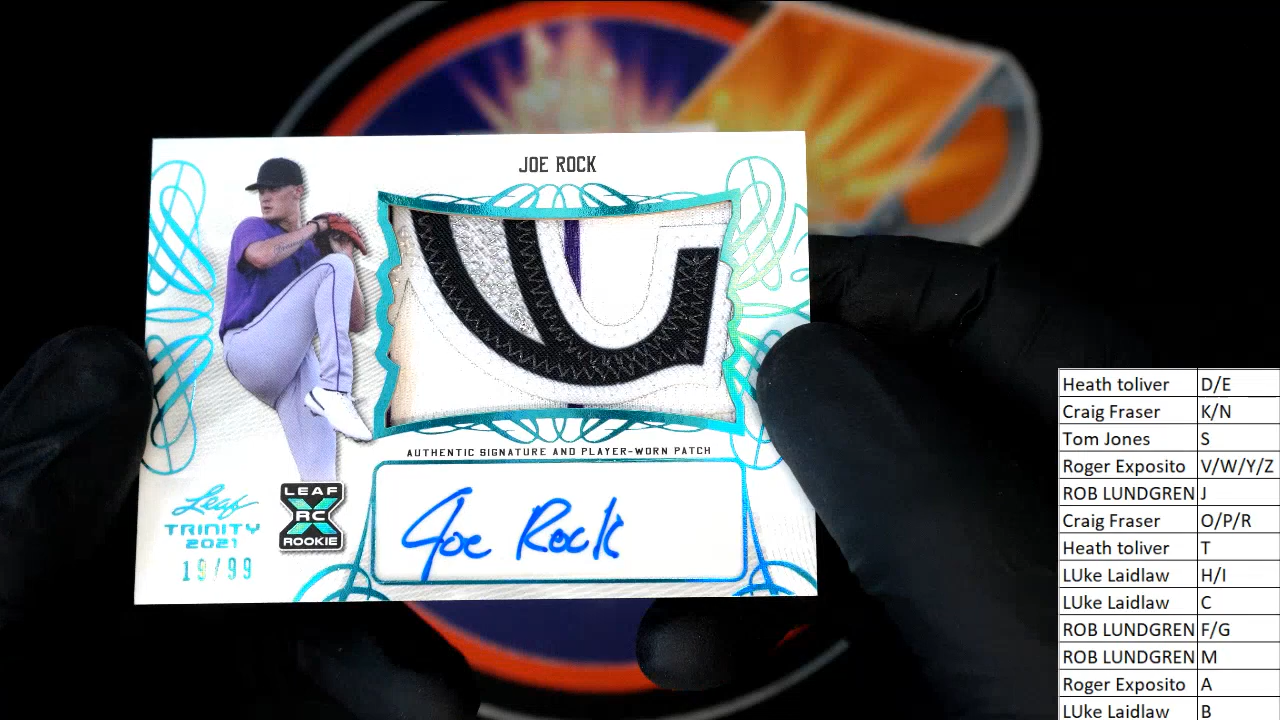 JOE ROCK
AUTHENTIC SIGNATURE AND PLAYER-WORN PATCH
Joe Rock
Leaf
TRINITY
2021
19/99
LEAF
X
RC
ROOKIE
Heath toliver D/E
Craig Fraser K/N
Tom Jones S
Roger Exposito V/W/Y/Z
ROB LUNDGREN J
Craig Fraser O/P/R
Heath toliver T
LUke Laidlaw H/I
LUke Laidlaw C
ROB LUNDGREN F/G
ROB LUNDGREN M
Roger Exposito A
LUke Laidlaw B